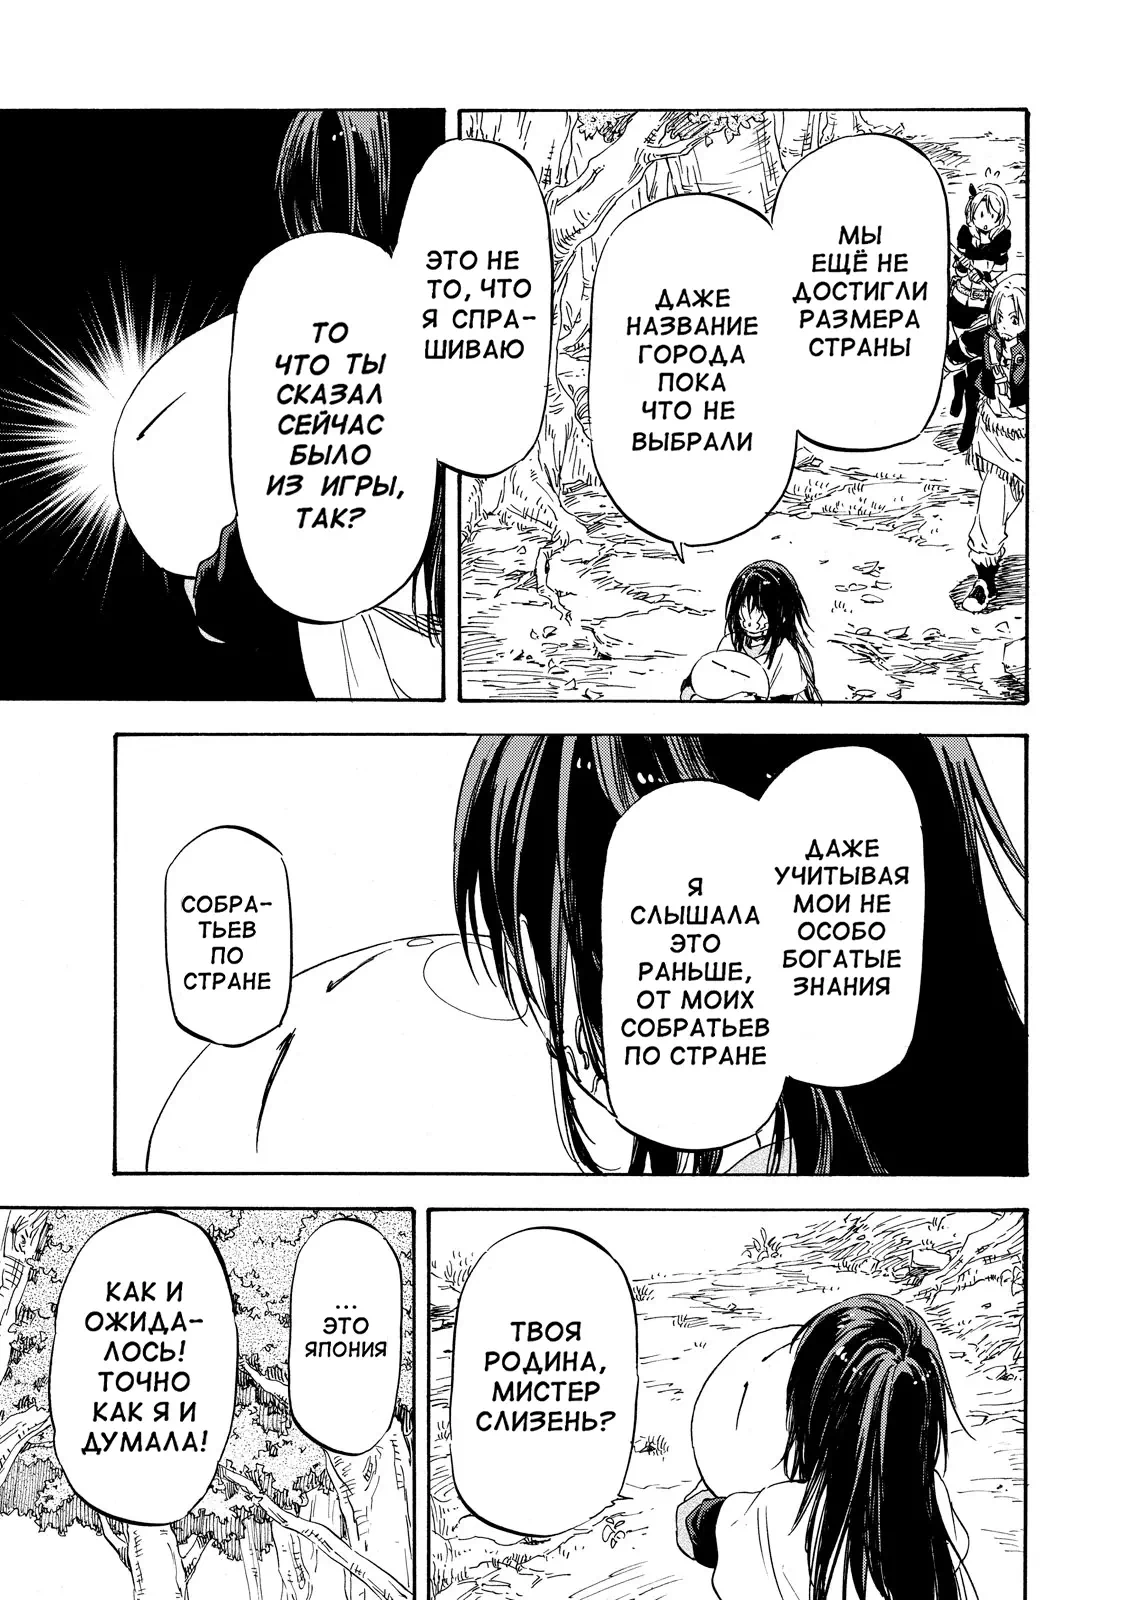 МЫ
ЕЩЁ НЕ
ДОСТИГЛИ
РАЗМЕРА
СТРАНЫ
ДАЖЕ
НАЗВАНИЕ
ГОРОДА
ПОКА
ЧТО НЕ
ВЫБРАЛИ
ЭТО НЕ
ТО, ЧТО
Я СПРА-
ШИВАЮ
ТО
ЧТО ТЫ
СКАЗАЛ
СЕЙЧАС
БЫЛО
ИЗ ИГРЫ,
ТАК?
ДАЖЕ
УЧИТЫВАЯ
МОИ НЕ
ОСОБО
БОГАТЫЕ
ЗНАНИЯ
Я
СЛЫШАЛА
ЭТО
РАНЬШЕ,
ОТ МОИХ
СОБРАТЬЕВ
ПО СТРАНЕ
СОБРА-
ТЬЕВ
ПО
СТРАНЕ
ТВОЯ
РОДИНА,
МИСТЕР
СЛИЗЕНЬ?
...
ЭТО
ЯПОНИЯ
КАК И
ОЖИДА-
ЛОСЬ!
ТОЧНО
КАК Я И
ДУМАЛА!